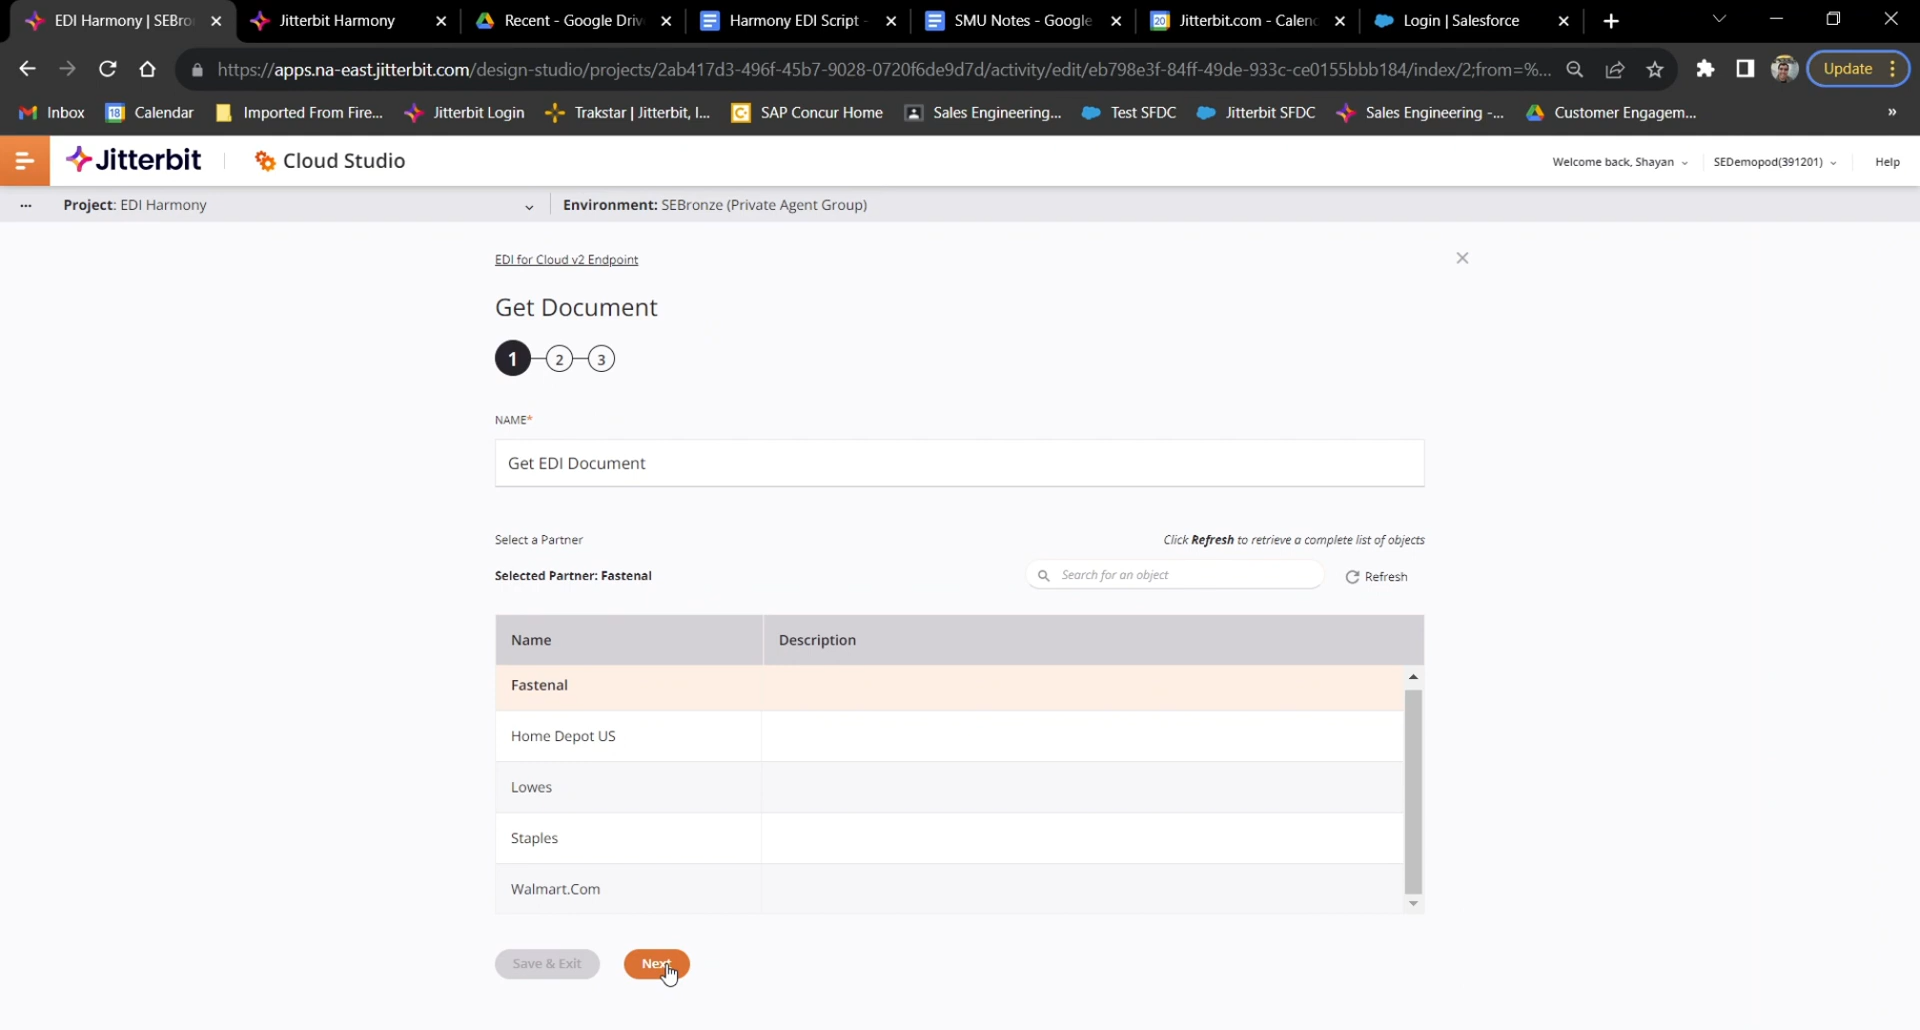 EDI Harmony | SEBro
Jitterbit Harmony
Recent - Google Driv
Harmony EDI Script -
SMU Notes - Google
20 Jitterbit.com - Calen
Login | Salesforce
https://apps.na-east.jitterbit.com/design-studio/projects/2ab417d3-496f-45b7-9028-0720f6de9d7d/activity/edit/eb798e3f-84ff-49de-933c-ce0155bbb184/index/2;from=%...
Update
Inbox
18 Calendar
Imported From Fire...
Jitterbit Login
Trakstar | Jitterbit, I...
SAP Concur Home
Sales Engineering...
Test SFDC
Jitterbit SFDC
Sales Engineering -...
Customer Engagem...
»
Jitterbit
Cloud Studio
Welcome back, Shayan
SEDemopod(391201)
Help
... Project: EDI Harmony
Environment: SEBronze (Private Agent Group)
EDI for Cloud v2 Endpoint
Get Document
1 2 3
NAME*
Get EDI Document
Select a Partner
Click Refresh to retrieve a complete list of objects
Selected Partner: Fastenal
Search for an object
Refresh
Name Description
Fastenal
Home Depot US
Lowes
Staples
Walmart.Com
Save & Exit
Next